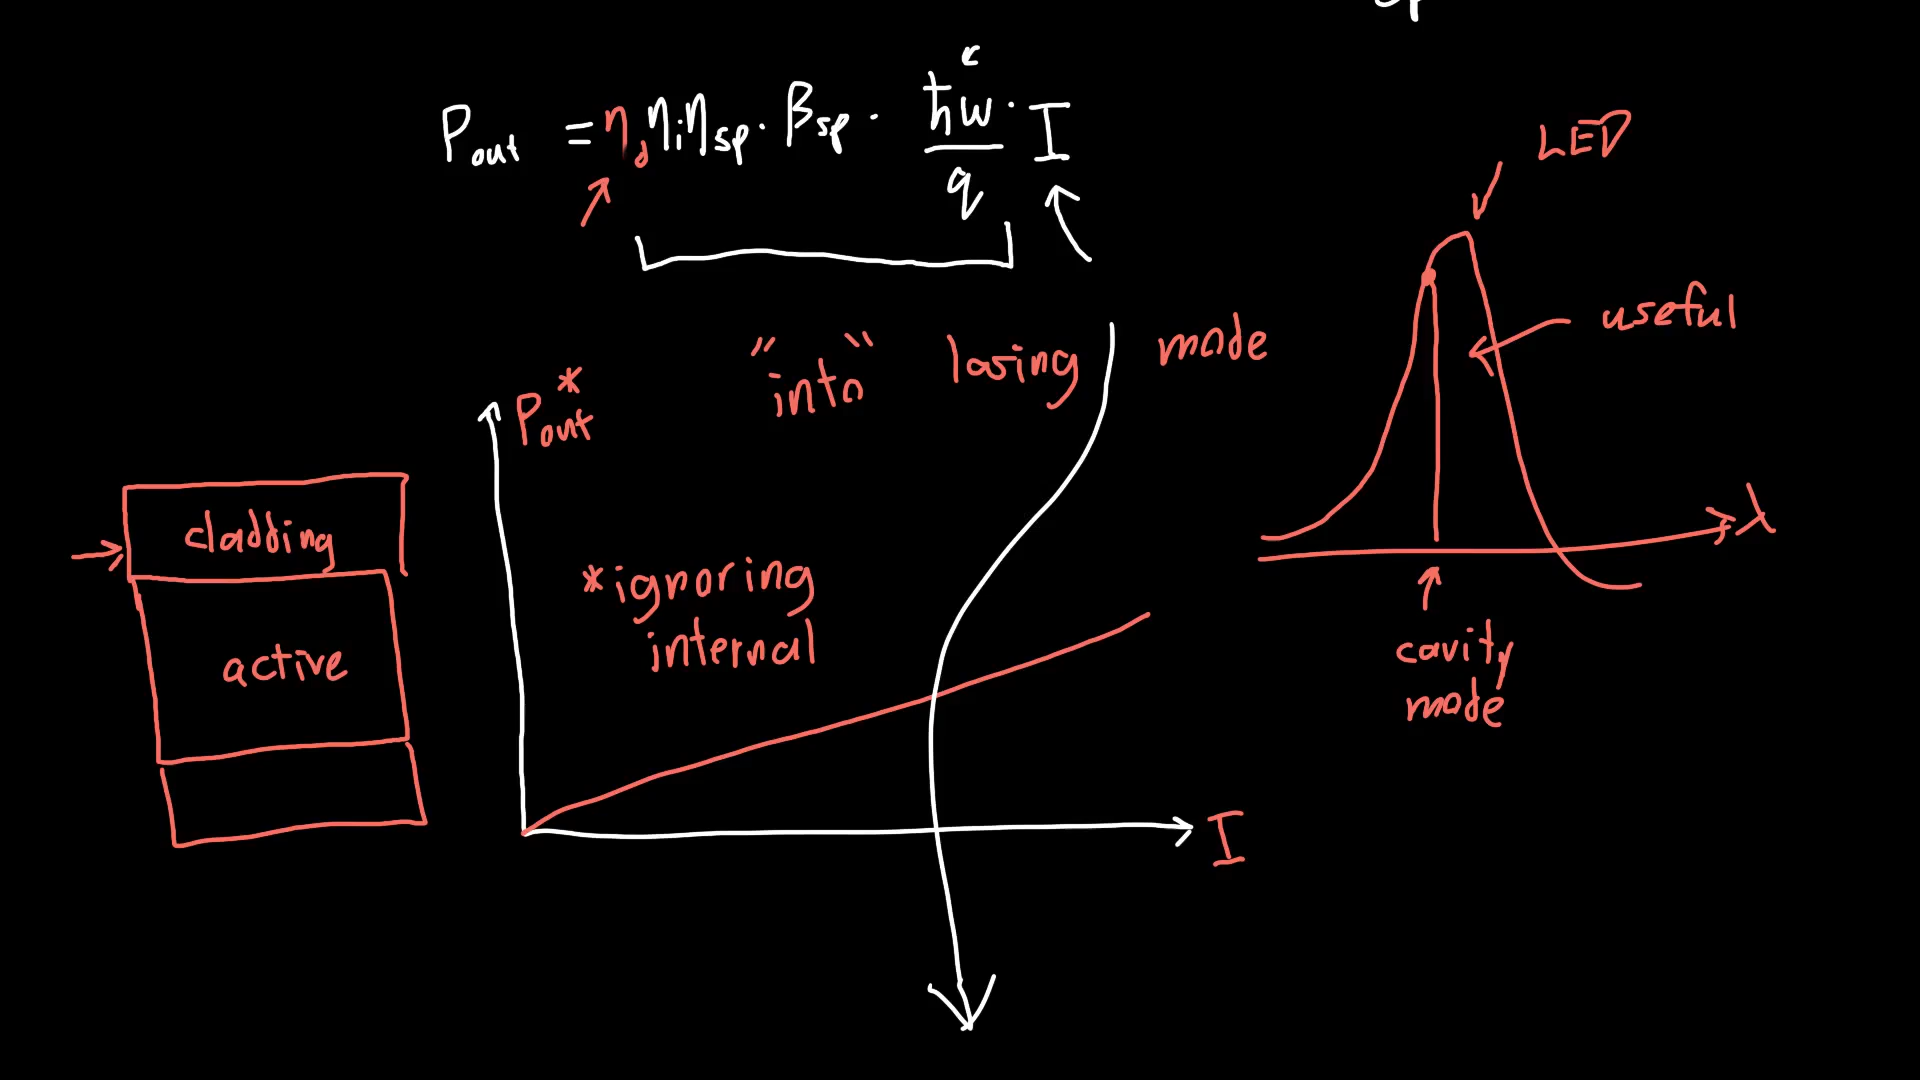 P_out = η_d η_i η_sp · β_sp · ħω/q · I
LED
useful
"into" lasing mode
P_out*
cladding
*ignoring
internal
active
λ
cavity
mode
I